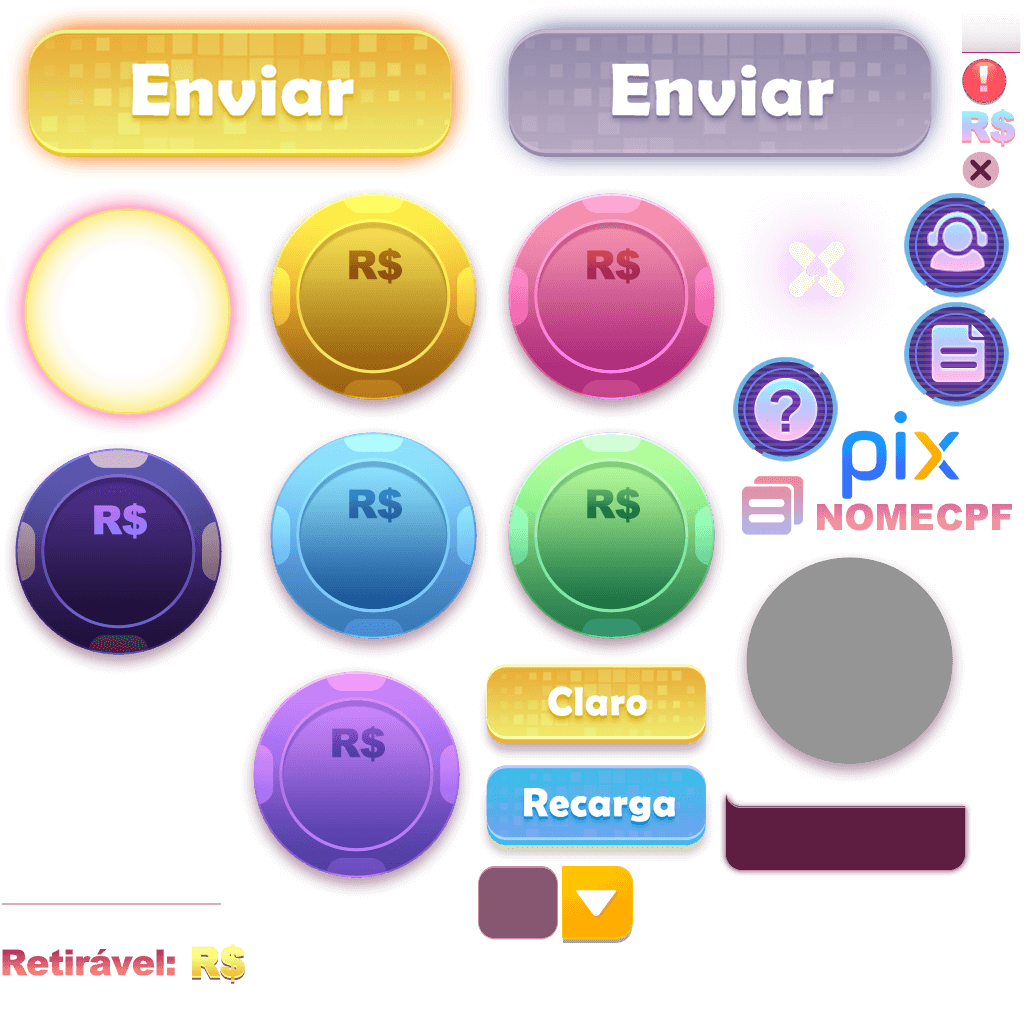 Enviar
Enviar
!
R$
R$
R$
?
pix
NOMECPF
R$
R$
R$
Claro
R$
Recarga
Retirável: R$